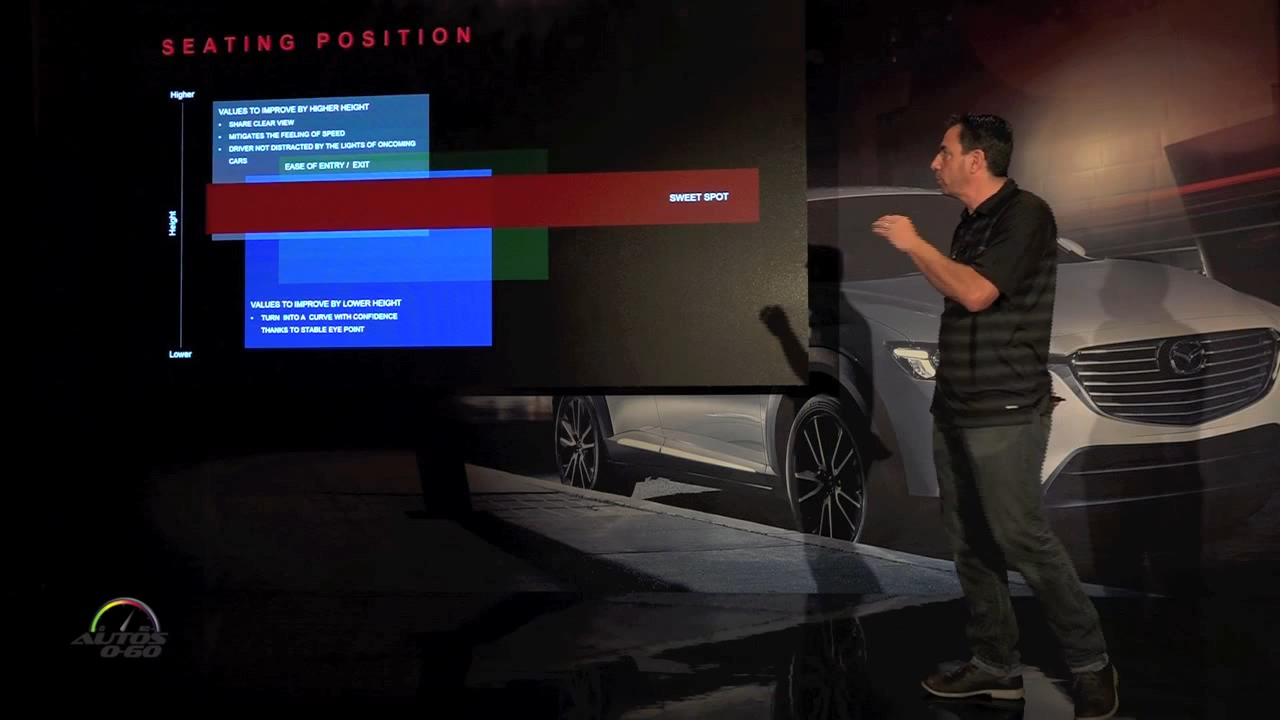 SEATING POSITION
Higher
VALUES TO IMPROVE BY HIGHER HEIGHT
• SHARE CLEAR VIEW
• MITIGATES THE FEELING OF SPEED
• DRIVER NOT DISTRACTED BY THE LIGHTS OF ONCOMING
CARS
EASE OF ENTRY / EXIT
SWEET SPOT
Height
VALUES TO IMPROVE BY LOWER HEIGHT
• TURN INTO A CURVE WITH CONFIDENCE
THANKS TO STABLE EYE POINT
Lower
AUTOS
0-60